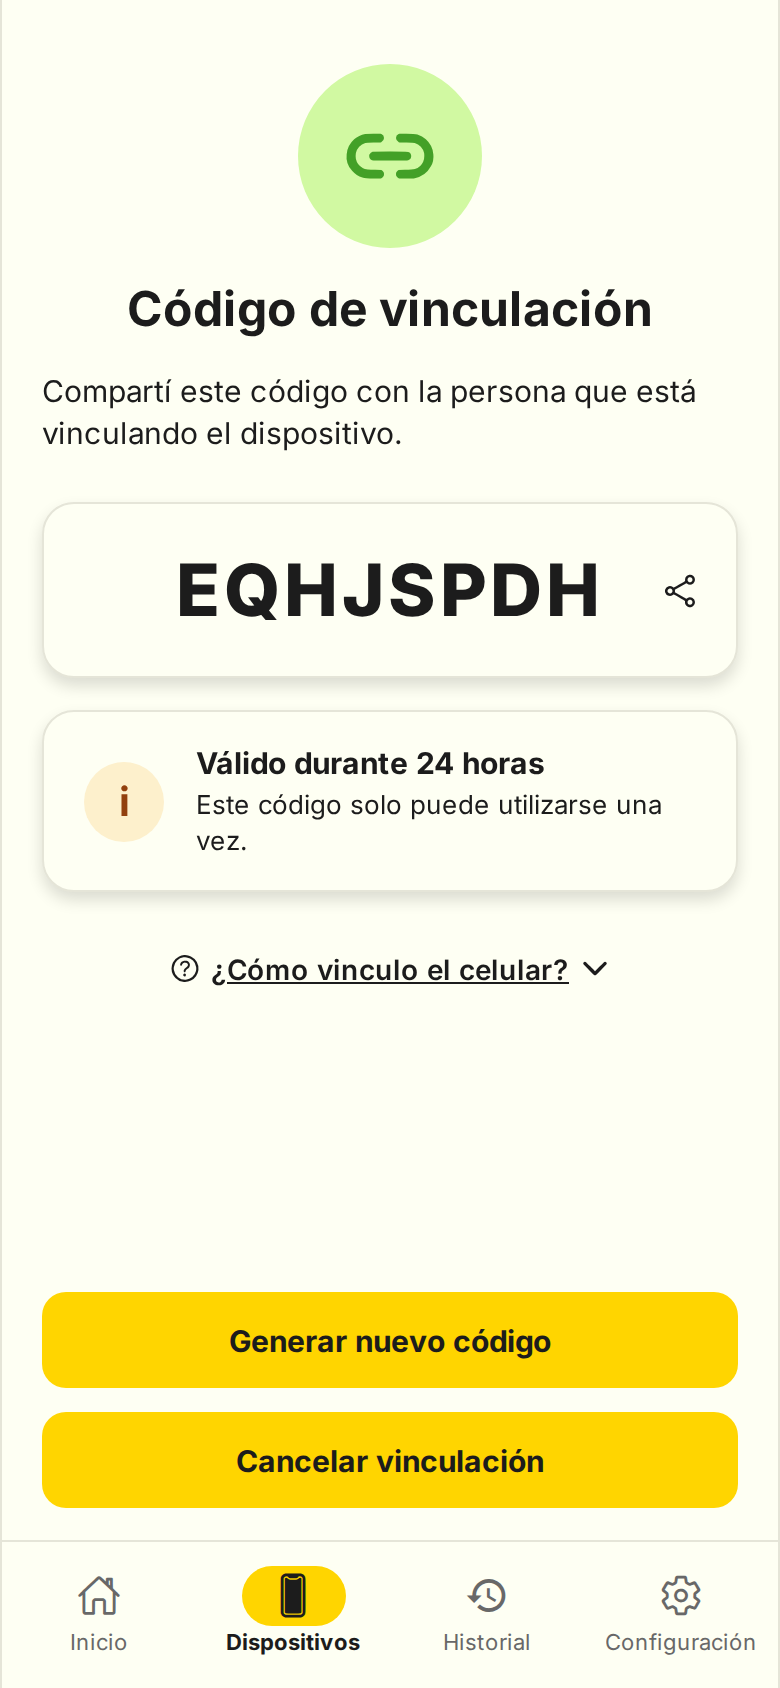 Código de vinculación
Compartí este código con la persona que está
vinculando el dispositivo.
EQHJSPDH
i
Válido durante 24 horas
Este código solo puede utilizarse una
vez.
¿Cómo vinculo el celular?
Generar nuevo código
Cancelar vinculación
Inicio
Dispositivos
Historial
Configuración